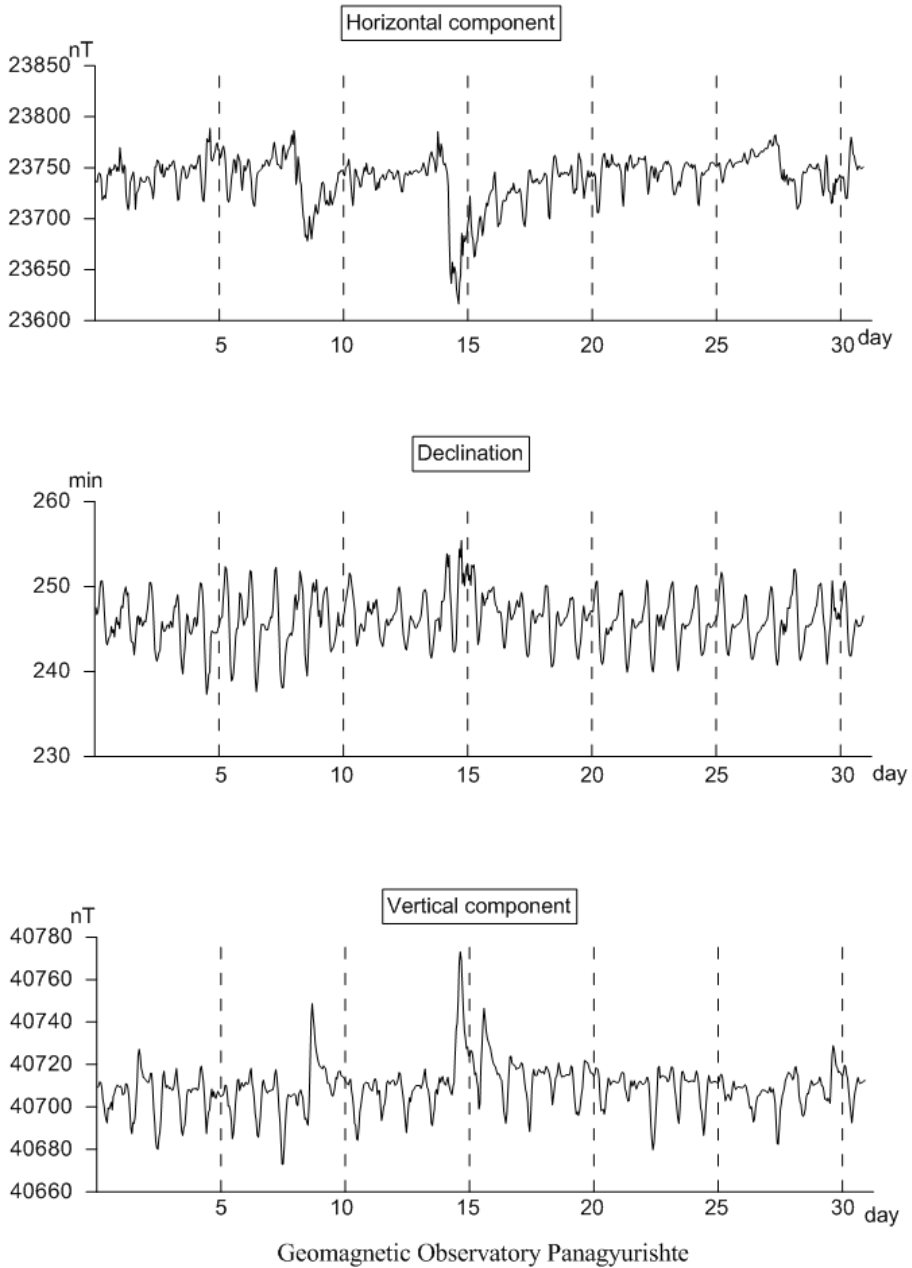 Horizontal component
nT
23850
23800
23750
23700
23650
23600
5 10 15 20 25 30 day
Declination
min
260
250
240
230
5 10 15 20 25 30 day
Vertical component
nT
40780
40760
40740
40720
40700
40680
40660
5 10 15 20 25 30 day
Geomagnetic Observatory Panagyurishte